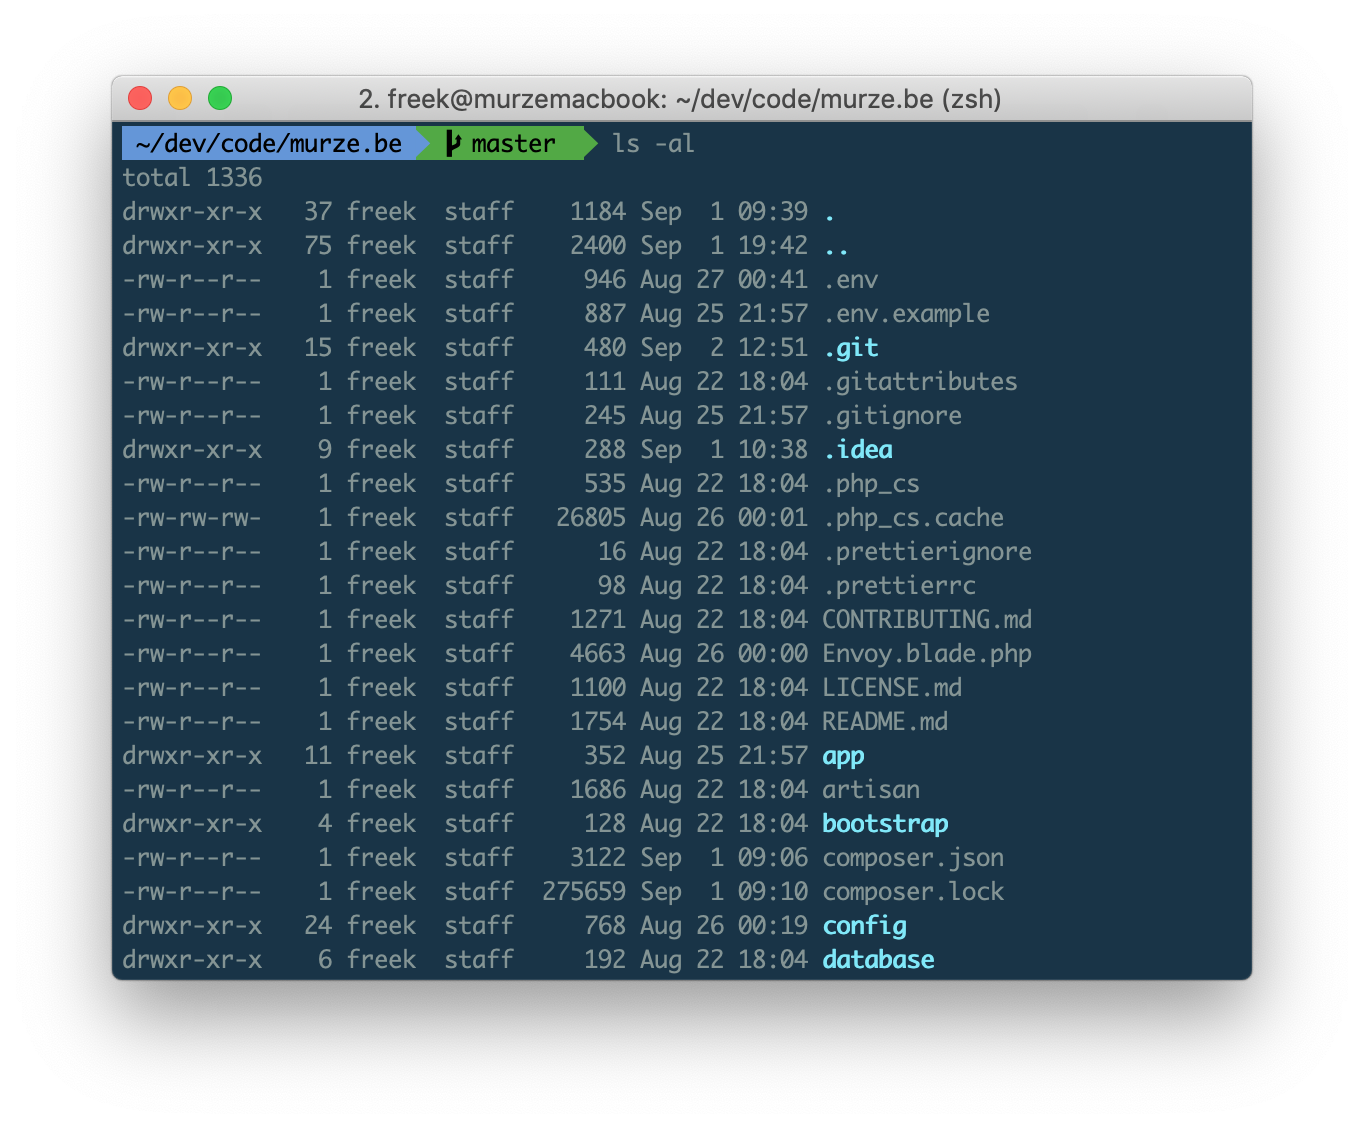 2. freek@murzemacbook: ~/dev/code/murze.be (zsh)
~/dev/code/murze.be master ls -al
total 1336
drwxr-xr-x   37 freek  staff    1184 Sep  1 09:39 .
drwxr-xr-x   75 freek  staff    2400 Sep  1 19:42 ..
-rw-r--r--    1 freek  staff     946 Aug 27 00:41 .env
-rw-r--r--    1 freek  staff     887 Aug 25 21:57 .env.example
drwxr-xr-x   15 freek  staff     480 Sep  2 12:51 .git
-rw-r--r--    1 freek  staff     111 Aug 22 18:04 .gitattributes
-rw-r--r--    1 freek  staff     245 Aug 25 21:57 .gitignore
drwxr-xr-x    9 freek  staff     288 Sep  1 10:38 .idea
-rw-r--r--    1 freek  staff     535 Aug 22 18:04 .php_cs
-rw-rw-rw-    1 freek  staff   26805 Aug 26 00:01 .php_cs.cache
-rw-r--r--    1 freek  staff      16 Aug 22 18:04 .prettierignore
-rw-r--r--    1 freek  staff      98 Aug 22 18:04 .prettierrc
-rw-r--r--    1 freek  staff    1271 Aug 22 18:04 CONTRIBUTING.md
-rw-r--r--    1 freek  staff    4663 Aug 26 00:00 Envoy.blade.php
-rw-r--r--    1 freek  staff    1100 Aug 22 18:04 LICENSE.md
-rw-r--r--    1 freek  staff    1754 Aug 22 18:04 README.md
drwxr-xr-x   11 freek  staff     352 Aug 25 21:57 app
-rw-r--r--    1 freek  staff    1686 Aug 22 18:04 artisan
drwxr-xr-x    4 freek  staff     128 Aug 22 18:04 bootstrap
-rw-r--r--    1 freek  staff    3122 Sep  1 09:06 composer.json
-rw-r--r--    1 freek  staff  275659 Sep  1 09:10 composer.lock
drwxr-xr-x   24 freek  staff     768 Aug 26 00:19 config
drwxr-xr-x    6 freek  staff     192 Aug 22 18:04 database